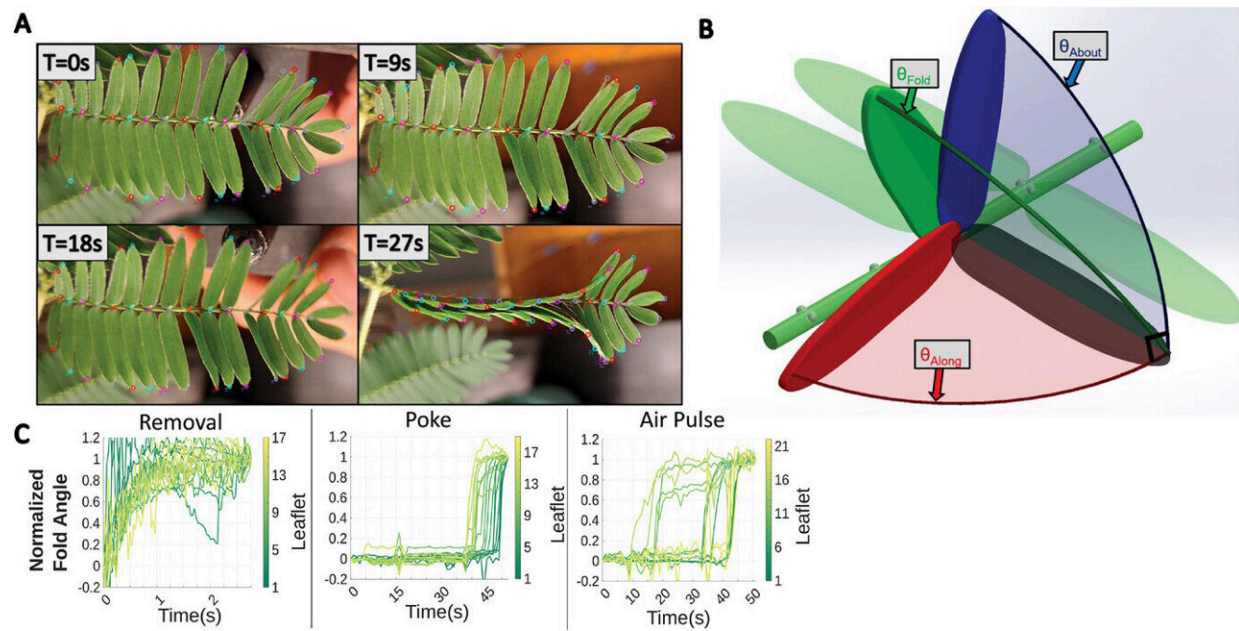 A
T=0s
T=9s
T=18s
T=27s
B
θAbout
θFold
θAlong
C
Removal
Poke
Air Pulse
Normalized
Fold Angle
1.2
1
0.8
0.6
0.4
0.2
0
-0.2
0
1
2
Time(s)
17
13
9
5
1
Leaflet
1.2
1
0.8
0.6
0.4
0.2
0
-0.2
0
15
30
45
Time(s)
17
13
9
5
1
Leaflet
1.2
1
0.8
0.6
0.4
0.2
0
-0.2
0
10
20
30
40
50
Time(s)
21
16
11
6
1
Leaflet